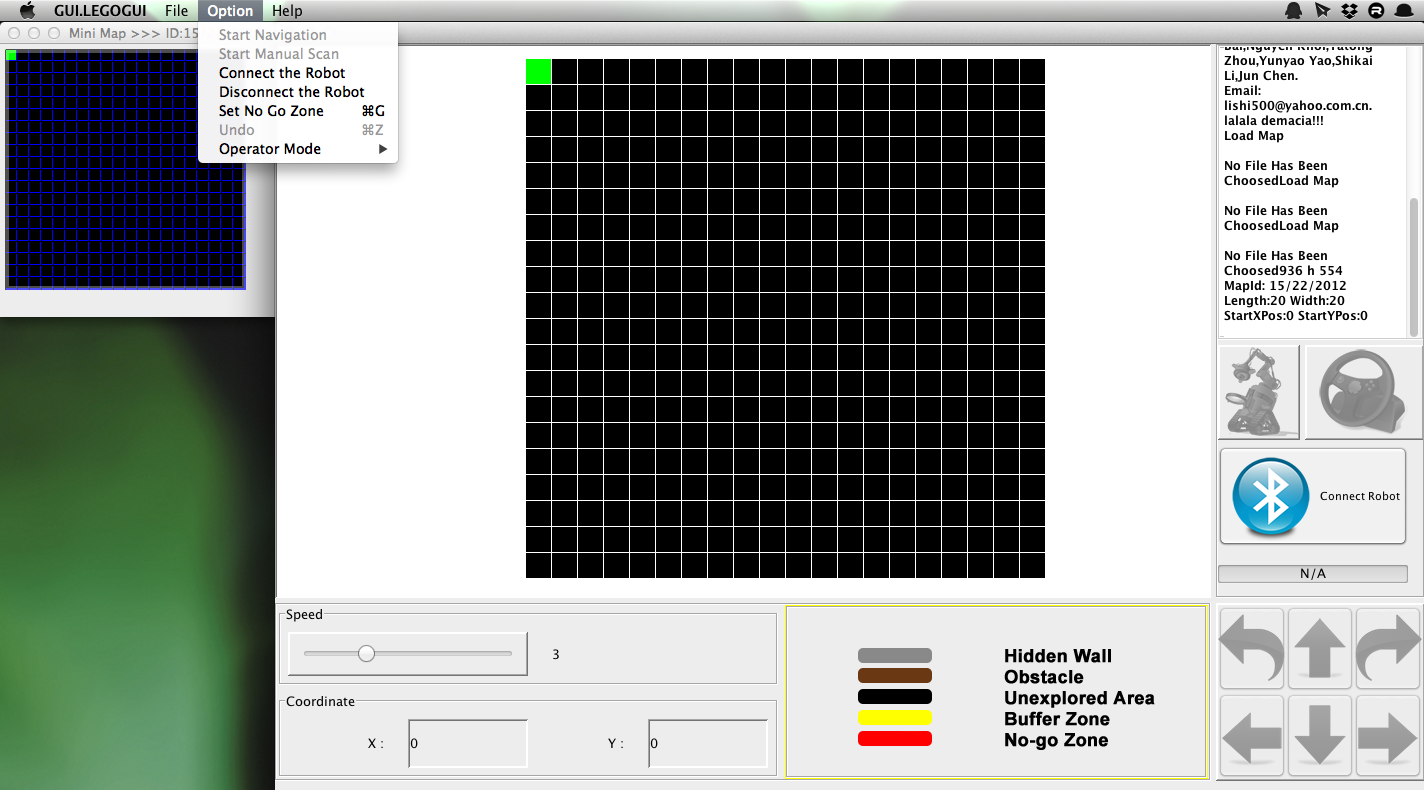 GUI.LEGOGUI File Option Help
Mini Map >>> ID:15
Start Navigation
Start Manual Scan
Connect the Robot
Disconnect the Robot
Set No Go Zone ⌘G
Undo ⌘Z
Operator Mode
Zhou,Yunyao Yao,Shikai
Li,Jun Chen.
Email:
lishi500@yahoo.com.cn.
lalala demacia!!!
Load Map
No File Has Been
ChoosedLoad Map
No File Has Been
ChoosedLoad Map
No File Has Been
Choosed936 h 554
MapId: 15/22/2012
Length:20 Width:20
StartXPos:0 StartYPos:0
Connect Robot
N/A
Speed
3
Coordinate
X : 0 Y : 0
Hidden Wall
Obstacle
Unexplored Area
Buffer Zone
No-go Zone